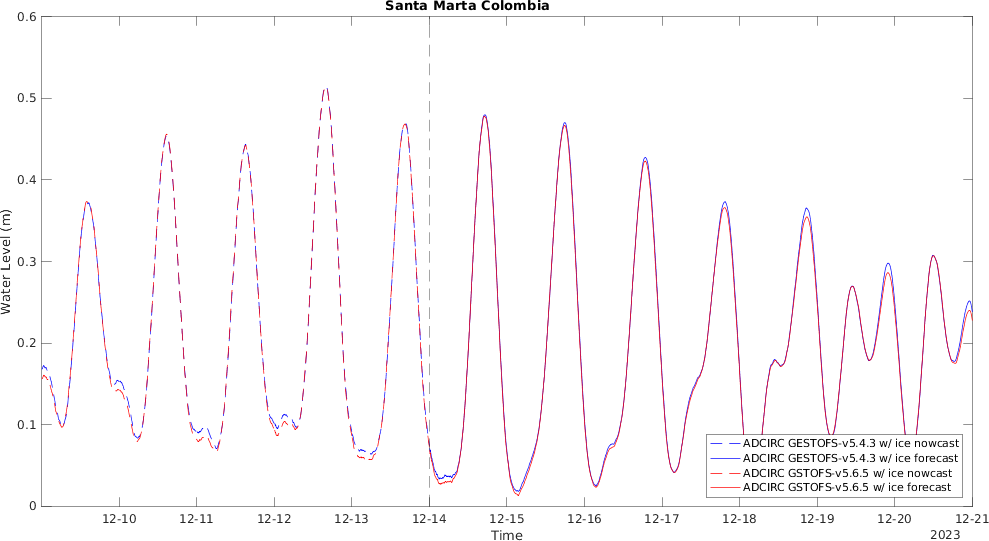 Santa Marta Colombia
0.6
0.5
0.4
0.3
0.2
0.1
0
Water Level (m)
ADCIRC GESTOFS-v5.4.3 w/ ice nowcast
ADCIRC GESTOFS-v5.4.3 w/ ice forecast
ADCIRC GSTOFS-v5.6.5 w/ ice nowcast
ADCIRC GSTOFS-v5.6.5 w/ ice forecast
12-10 12-11 12-12 12-13 12-14 12-15 12-16 12-17 12-18 12-19 12-20 12-21
Time
2023